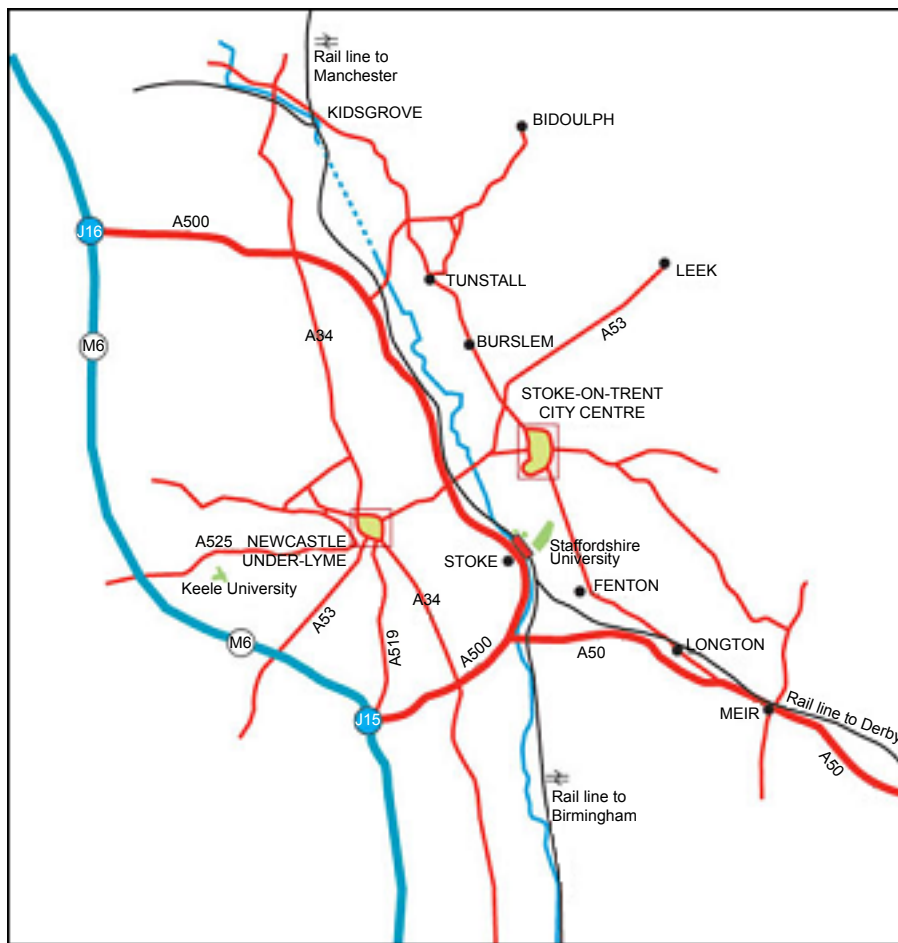 Rail line to
Manchester
KIDSGROVE
BIDOULPH
J16
A500
LEEK
TUNSTALL
A53
A34
M6
BURSLEM
STOKE-ON-TRENT
CITY CENTRE
A525
NEWCASTLE
UNDER-LYME
STOKE
Staffordshire
University
Keele University
FENTON
A34
A53
M6
A519
A500
A50
LONGTON
J15
MEIR
Rail line to Derby
A50
Rail line to
Birmingham